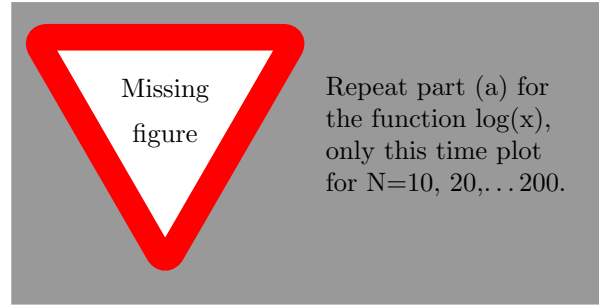 Missing
figure
Repeat part (a) for
the function log(x),
only this time plot
for N=10, 20,...200.